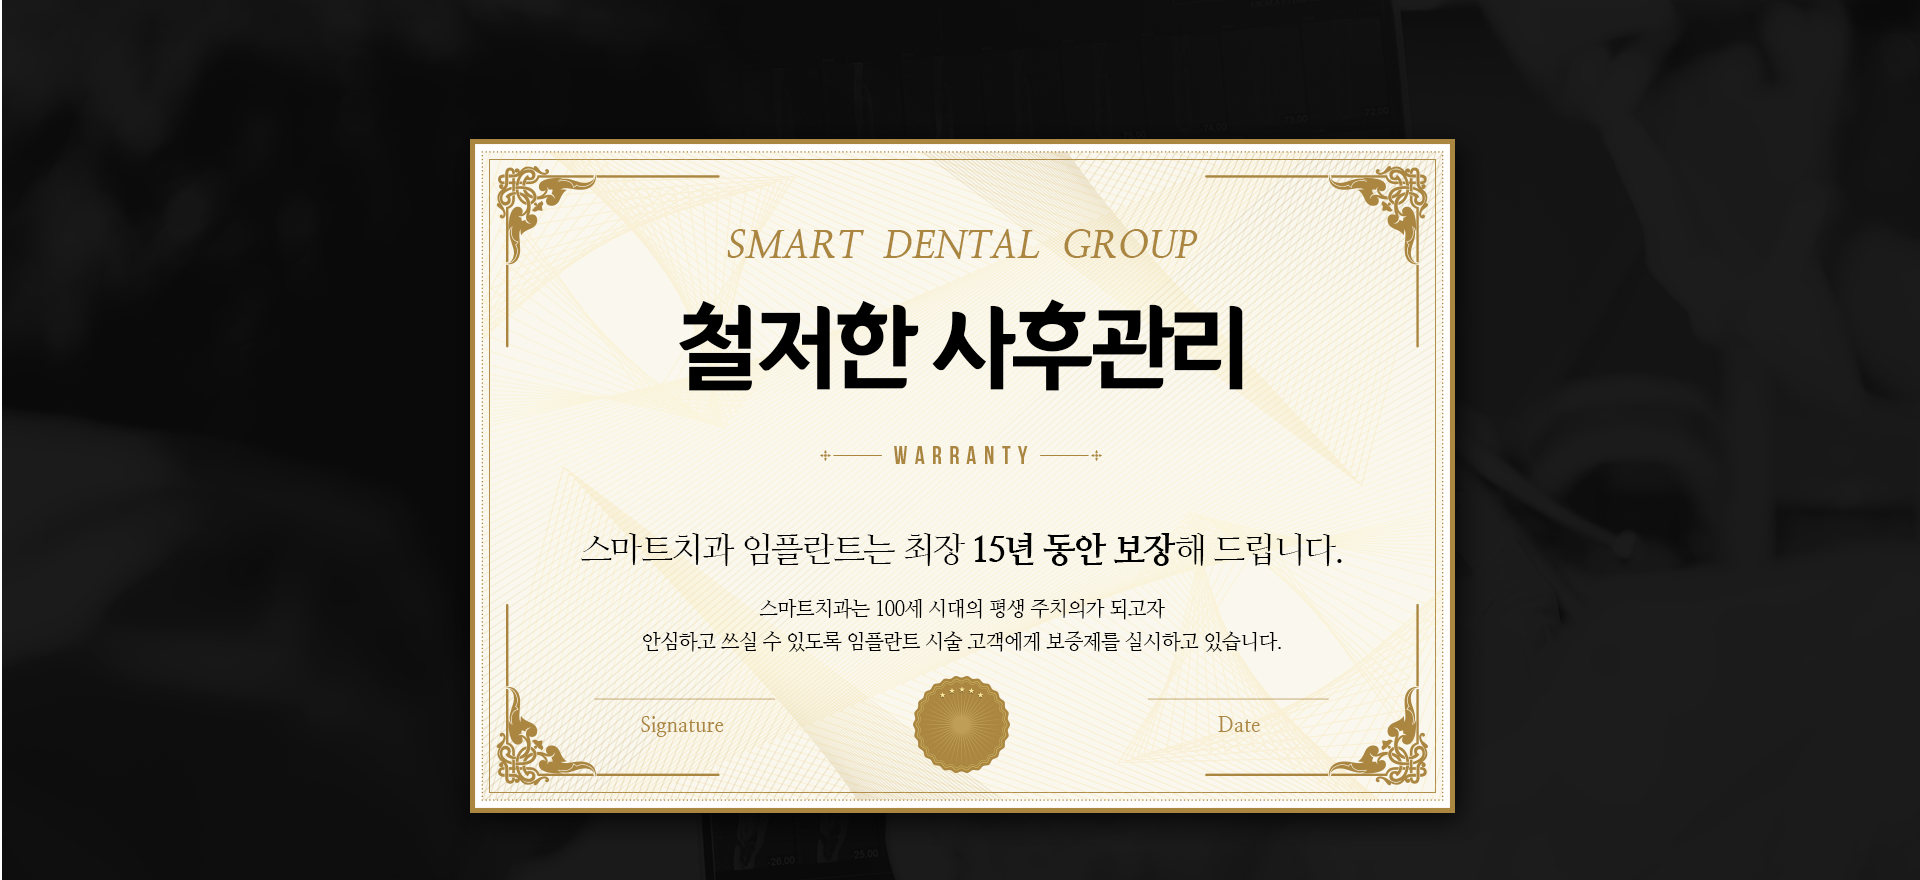 SMART DENTAL GROUP
철저한 사후관리
WARRANTY
스마트치과 임플란트는 최장 15년 동안 보장해 드립니다.
스마트치과는 100세 시대의 평생 주치의가 되고자
안심하고 쓰실 수 있도록 임플란트 시술 고객에게 보증제를 실시하고 있습니다.
Signature
Date
-26.00 -25.00